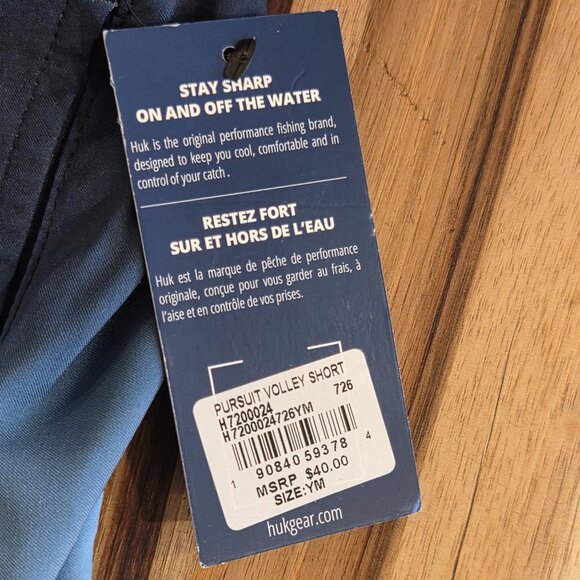 STAY SHARP
ON AND OFF THE WATER
Huk is the original performance fishing brand,
designed to keep you cool, comfortable and in
control of your catch .
RESTEZ FORT
SUR ET HORS DE L'EAU
Huk est la marque de pêche de performance
originale, conçue pour vous garder au frais, à
l'aise et en contrôle de vos prises.
PURSUIT VOLLEY SHORT
H7200024 726
H7200024726YM
1 90840 59378 4
MSRP $40.00
SIZE:YM
hukgear.com